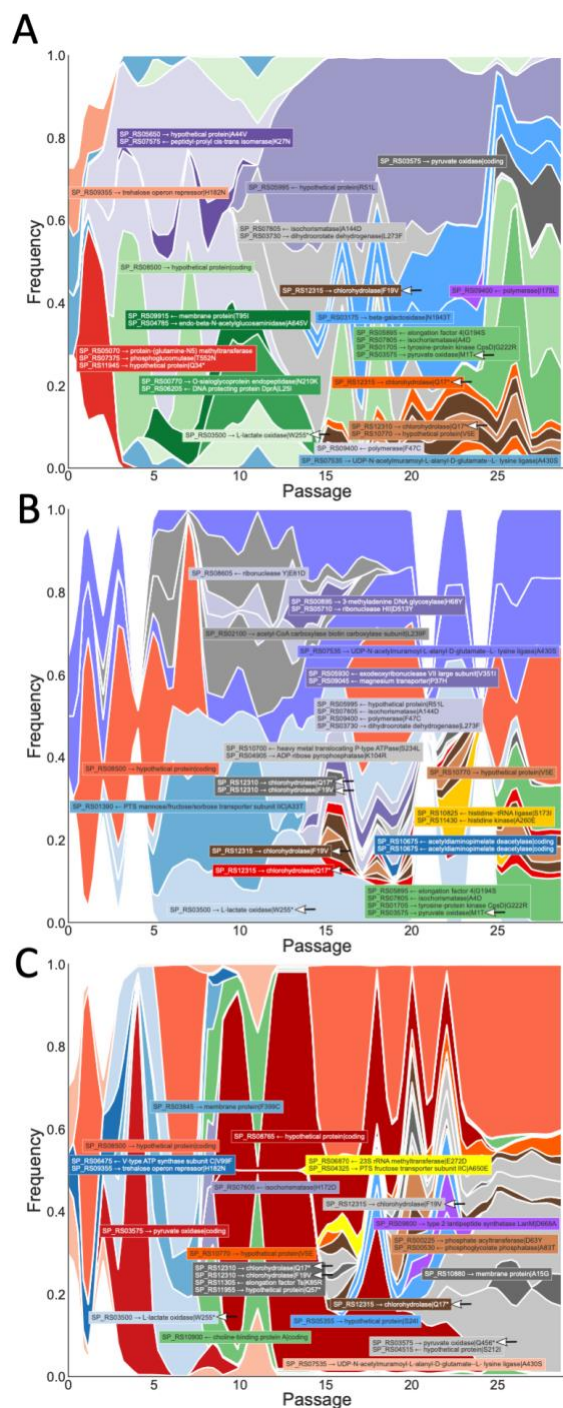 A
1.0
0.8
0.6
0.4
0.2
0.0
Frequency
SP_RS05650 → hypothetical protein|A44V
SP_RS07575 ← peptidyl-prolyl cis-trans isomerase|K27N
SP_RS03575 → pyruvate oxidase|coding
SP_RS09355 → trehalose operon repressor|H182N
SP_RS05995 ← hypothetical protein|R51L
SP_RS07805 ← isochorismatase|A144D
SP_RS03730 ← dihydroorotate dehydrogenase|L273F
SP_RS08500 → hypothetical protein|coding
SP_RS12315 → chlorohydrolase|F19V
SP_RS09400 ← polymerase|I175L
SP_RS03175 → beta-galactosidase|N1943T
SP_RS09915 ← membrane protein|T95I
SP_RS04785 → endo-beta-N-acetylglucosaminidase|A645V
SP_RS05895 ← elongation factor 4|G194S
SP_RS07805 ← isochorismatase|A4D
SP_RS01705 → tyrosine-protein kinase CpsD|G222R
SP_RS03575 → pyruvate oxidase|M1T
SP_RS05070 → protein-(glutamine-N5) methyltransferase
SP_RS07375 → phosphoglucomutase|T552N
SP_RS11945 → hypothetical protein|Q34*
SP_RS00770 → O-sialoglycoprotein endopeptidase|N210K
SP_RS06205 ← DNA protecting protein DprA|L25I
SP_RS12315 → chlorohydrolase|Q17*
SP_RS12310 → chlorohydrolase|Q17*
SP_RS10770 → hypothetical protein|V5E
SP_RS03500 → L-lactate oxidase|W255*
SP_RS09400 ← polymerase|F47C
SP_RS07535 → UDP-N-acetylmuramoyl-L-alanyl-D-glutamate--L- lysine ligase|A430S
0 5 10 15 20 25
Passage
B
1.0
0.8
0.6
0.4
0.2
0.0
Frequency
SP_RS08605 ← ribonuclease Y|E81D
SP_RS00895 → 3-methyladenine DNA glycosylase|H68Y
SP_RS05710 ← ribonuclease HII|D513Y
SP_RS02100 → acetyl-CoA carboxylase biotin carboxylase subunit|L239F
SP_RS07535 → UDP-N-acetylmuramoyl-L-alanyl-D-glutamate--L- lysine ligase|A430S
SP_RS05930 ← exodeoxyribonuclease VII large subunit|V351I
SP_RS09045 ← magnesium transporter|P37H
SP_RS05995 ← hypothetical protein|R51L
SP_RS07805 ← isochorismatase|A144D
SP_RS09400 ← polymerase|F47C
SP_RS03730 ← dihydroorotate dehydrogenase|L273F
SP_RS10700 ← heavy metal translocating P-type ATPase|S234L
SP_RS04905 ← ADP-ribose pyrophosphatase|K104R
SP_RS08500 → hypothetical protein|coding
SP_RS10770 → hypothetical protein|V5E
SP_RS12310 → chlorohydrolase|Q17*
SP_RS12310 → chlorohydrolase|F19V
SP_RS01390 ← PTS mannose/fructose/sorbose transporter subunit IIC|A33T
SP_RS10825 ← histidine--tRNA ligase|S173I
SP_RS11430 ← histidine kinase|A260E
SP_RS10675 ← acetyldiaminopimelate deacetylase|coding
SP_RS10675 ← acetyldiaminopimelate deacetylase|coding
SP_RS12315 → chlorohydrolase|F19V
SP_RS12315 → chlorohydrolase|Q17*
SP_RS05895 ← elongation factor 4|G194S
SP_RS07805 ← isochorismatase|A4D
SP_RS01705 → tyrosine-protein kinase CpsD|G222R
SP_RS03575 → pyruvate oxidase|M1T
SP_RS03500 → L-lactate oxidase|W255*
0 5 10 15 20 25
Passage
C
1.0
0.8
0.6
0.4
0.2
0.0
Frequency
SP_RS03845 → membrane protein|F399C
SP_RS08500 → hypothetical protein|coding
SP_RS08765 → hypothetical protein|coding
SP_RS06475 ← V-type ATP synthase subunit C|V99F
SP_RS09355 → trehalose operon repressor|H182N
SP_RS06870 ← 23S rRNA methyltransferase|E272D
SP_RS04325 → PTS fructose transporter subunit IIC|A650E
SP_RS07600 ← isochorismatase|H172D
SP_RS12315 → chlorohydrolase|F19V
SP_RS03575 → pyruvate oxidase|coding
SP_RS09800 ← type 2 lantipeptide synthetase LanM|D668A
SP_RS10770 → hypothetical protein|V5E
SP_RS00225 → phosphate acyltransferase|D63Y
SP_RS00530 ← phosphoglycolate phosphatase|A83T
SP_RS12310 → chlorohydrolase|Q17*
SP_RS12310 → chlorohydrolase|F19V
SP_RS11305 ← elongation factor Ts|K85R
SP_RS11955 → hypothetical protein|Q57*
SP_RS10880 → membrane protein|A15G
SP_RS12315 → chlorohydrolase|Q17*
SP_RS03500 → L-lactate oxidase|W255*
SP_RS05355 → hypothetical protein|S24I
SP_RS10900 ← choline-binding protein A|coding
SP_RS03575 → pyruvate oxidase|Q456*
SP_RS04515 → hypothetical protein|S212I
SP_RS07535 → UDP-N-acetylmuramoyl-L-alanyl-D-glutamate--L- lysine ligase|A430S
0 5 10 15 20 25
Passage